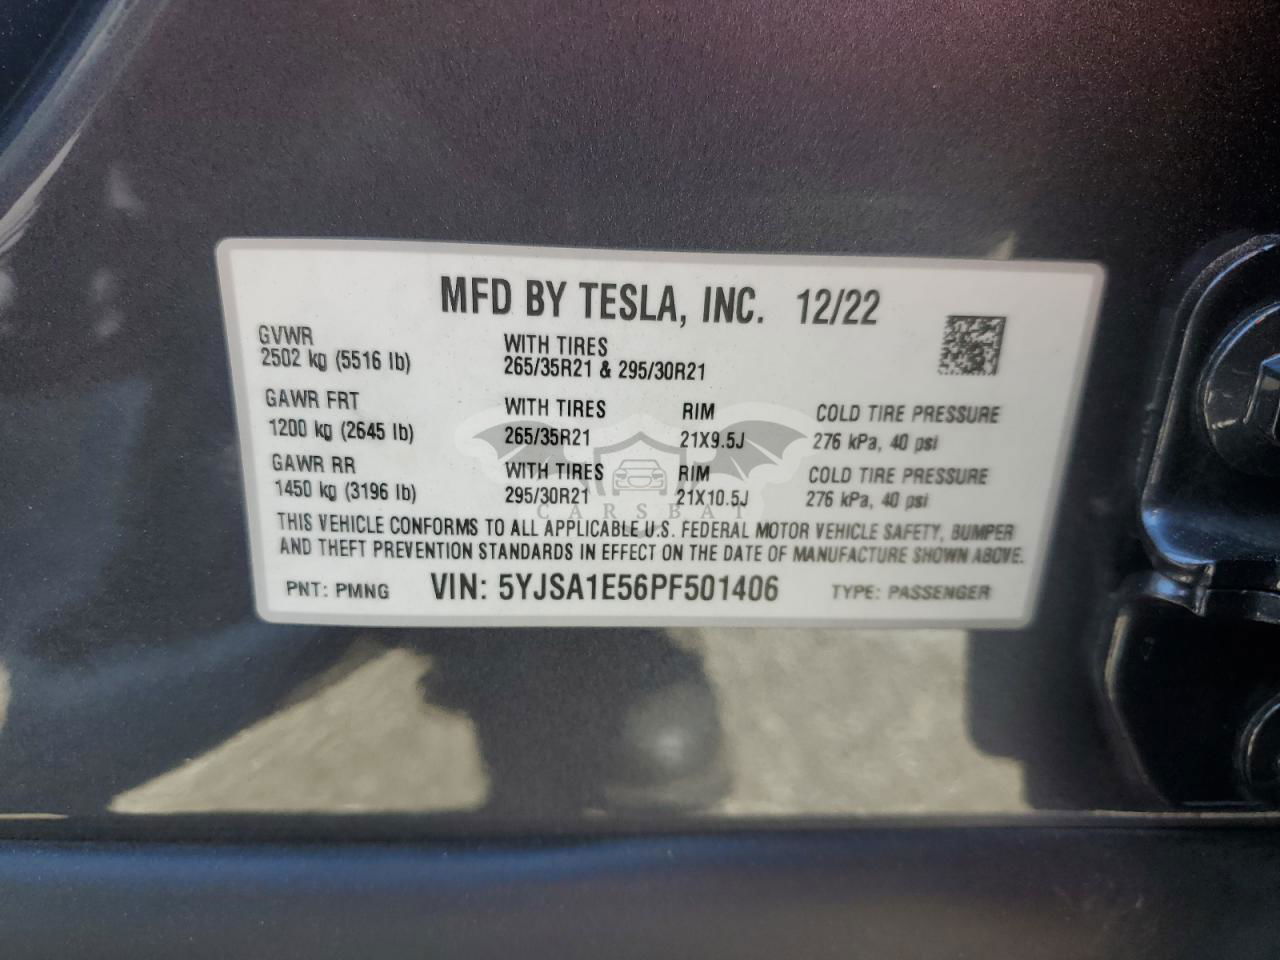 MFD BY TESLA, INC. 12/22
GVWR
2502 kg (5516 lb)
WITH TIRES
265/35R21 & 295/30R21
GAWR FRT
1200 kg (2645 lb)
WITH TIRES
265/35R21
RIM
21X9.5J
COLD TIRE PRESSURE
276 kPa, 40 psi
GAWR RR
1450 kg (3196 lb)
WITH TIRES
295/30R21
RIM
21X10.5J
COLD TIRE PRESSURE
276 kPa, 40 psi
CARSBAT
THIS VEHICLE CONFORMS TO ALL APPLICABLE U.S. FEDERAL MOTOR VEHICLE SAFETY, BUMPER
AND THEFT PREVENTION STANDARDS IN EFFECT ON THE DATE OF MANUFACTURE SHOWN ABOVE.
PNT: PMNG VIN: 5YJSA1E56PF501406 TYPE: PASSENGER